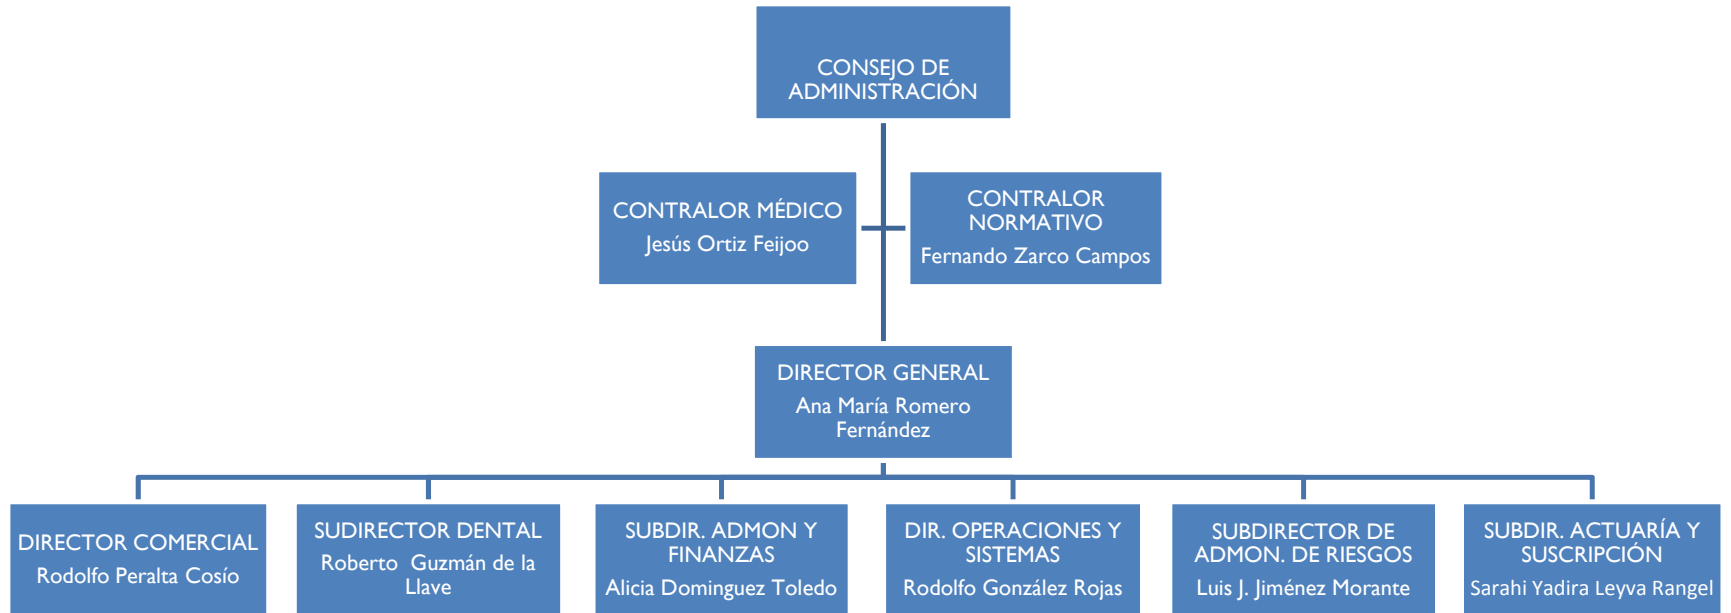 CONSEJO DE
ADMINISTRACIÓN
CONTRALOR MÉDICO
Jesús Ortiz Feijoo
CONTRALOR
NORMATIVO
Fernando Zarco Campos
DIRECTOR GENERAL
Ana María Romero
Fernández
DIRECTOR COMERCIAL
Rodolfo Peralta Cosío
SUDIRECTOR DENTAL
Roberto Guzmán de la
Llave
SUBDIR. ADMON Y
FINANZAS
Alicia Dominguez Toledo
DIR. OPERACIONES Y
SISTEMAS
Rodolfo González Rojas
SUBDIRECTOR DE
ADMON. DE RIESGOS
Luis J. Jiménez Morante
SUBDIR. ACTUARÍA Y
SUSCRIPCIÓN
Sarahi Yadira Leyva Rangel